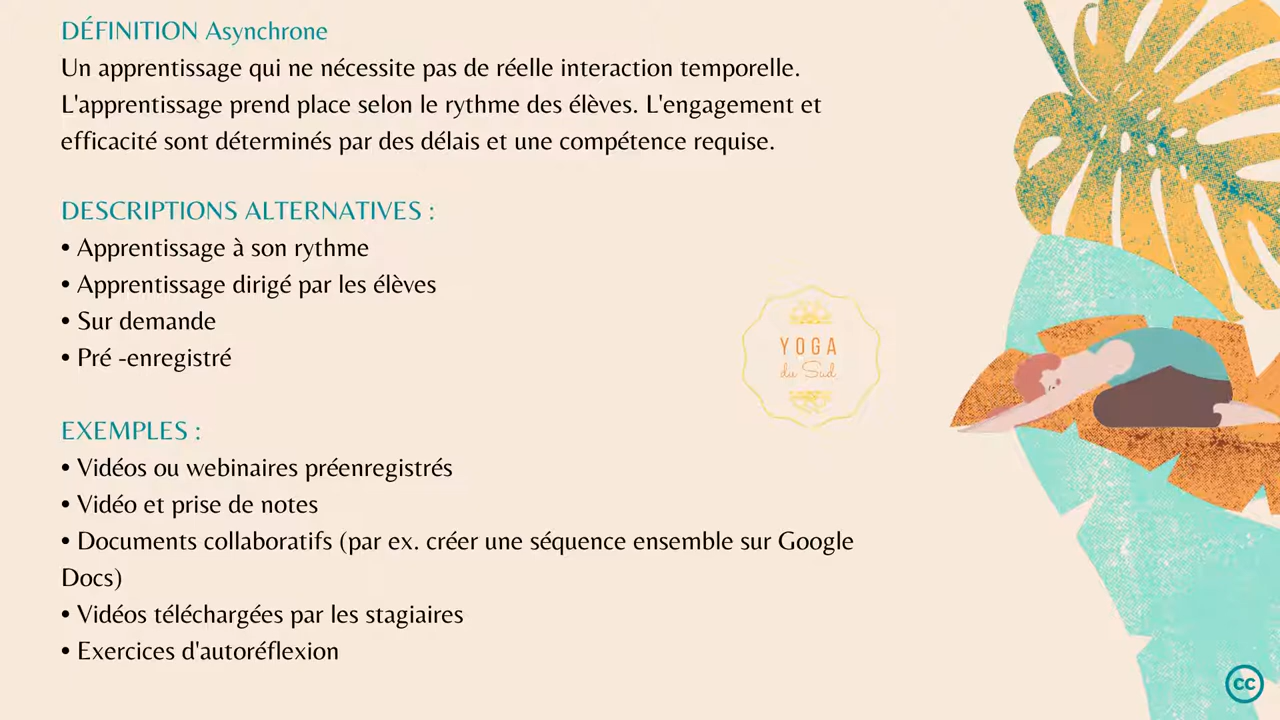 DÉFINITION Asynchrone
Un apprentissage qui ne nécessite pas de réelle interaction temporelle.
L'apprentissage prend place selon le rythme des élèves. L'engagement et
efficacité sont déterminés par des délais et une compétence requise.
DESCRIPTIONS ALTERNATIVES :
• Apprentissage à son rythme
• Apprentissage dirigé par les élèves
• Sur demande
• Pré -enregistré
YOGA
du Sud
EXEMPLES :
• Vidéos ou webinaires préenregistrés
• Vidéo et prise de notes
• Documents collaboratifs (par ex. créer une séquence ensemble sur Google
Docs)
• Vidéos téléchargées par les stagiaires
• Exercices d'autoréflexion
cc